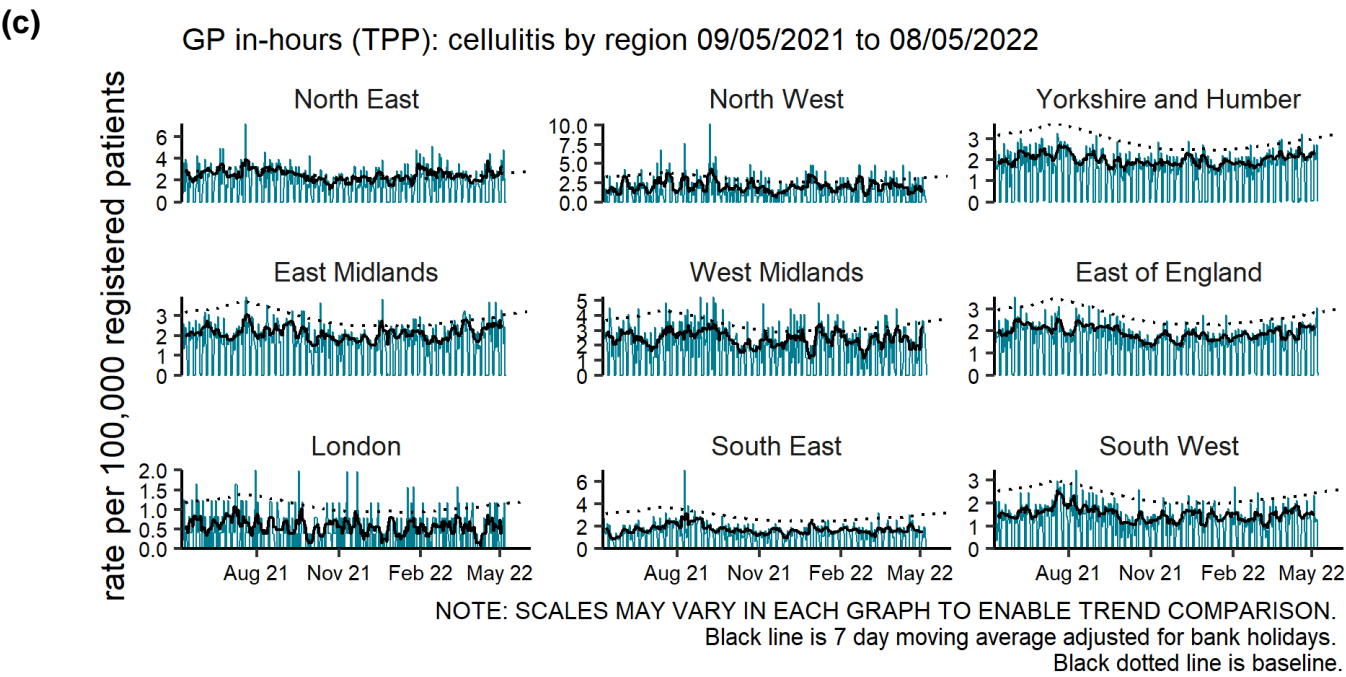 (c)
GP in-hours (TPP): cellulitis by region 09/05/2021 to 08/05/2022
rate per 100,000 registered patients
North East
6
4
2
0
North West
10.0
7.5
5.0
2.5
0.0
Yorkshire and Humber
3
2
1
0
East Midlands
3
2
1
0
West Midlands
5
4
3
2
1
0
East of England
3
2
1
0
London
2.0
1.5
1.0
0.5
0.0
Aug 21 Nov 21 Feb 22 May 22
South East
6
4
2
0
Aug 21 Nov 21 Feb 22 May 22
South West
3
2
1
0
Aug 21 Nov 21 Feb 22 May 22
NOTE: SCALES MAY VARY IN EACH GRAPH TO ENABLE TREND COMPARISON.
Black line is 7 day moving average adjusted for bank holidays.
Black dotted line is baseline.